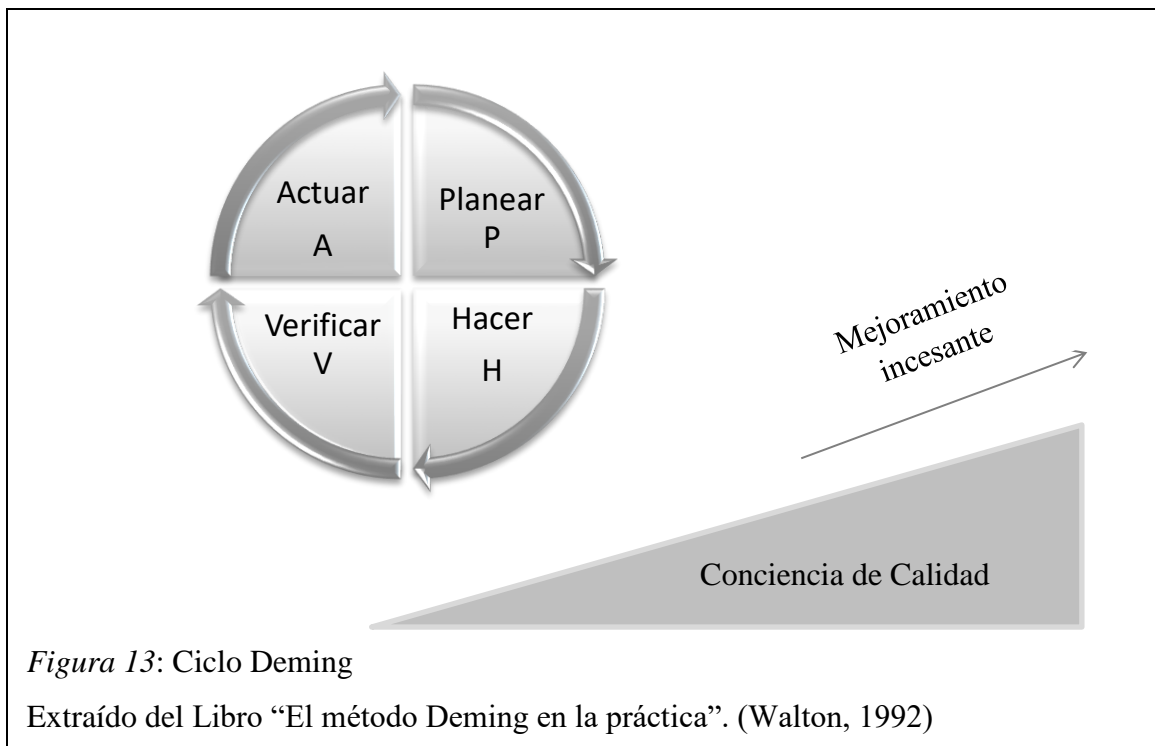 Actuar
A
Planear
P
Verificar
V
Hacer
H
Mejoramiento
incesante
Conciencia de Calidad
Figura 13: Ciclo Deming
Extraído del Libro “El método Deming en la práctica”. (Walton, 1992)